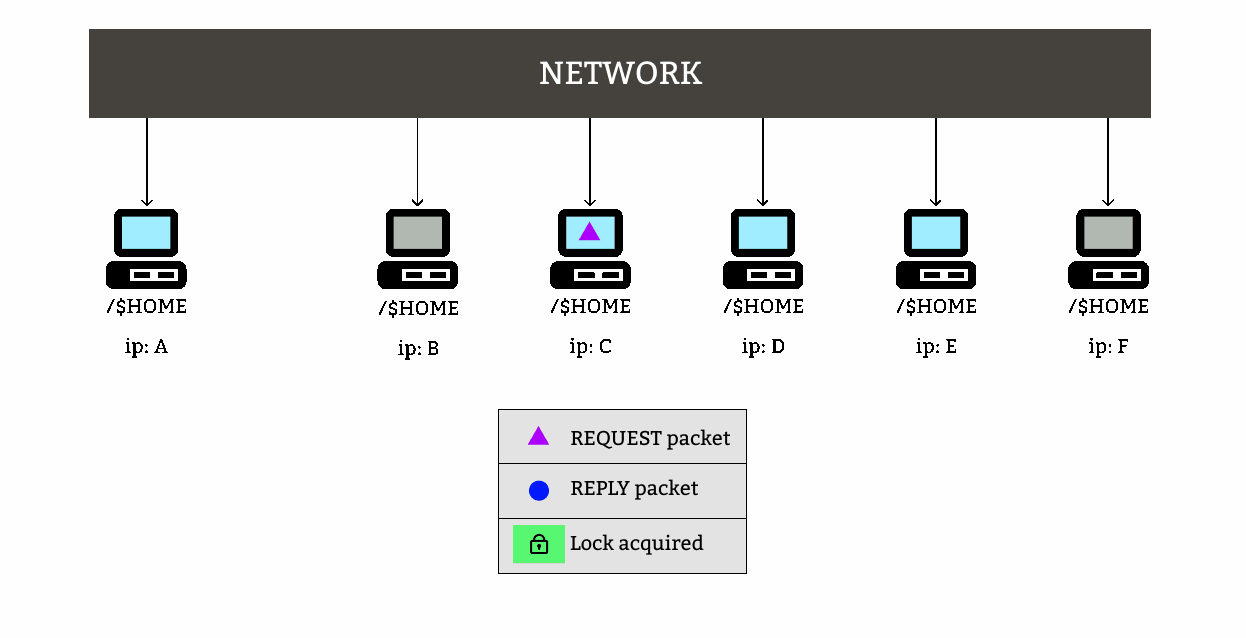 NETWORK
/$HOME /$HOME /$HOME /$HOME /$HOME /$HOME
ip: A ip: B ip: C ip: D ip: E ip: F
REQUEST packet
REPLY packet
Lock acquired